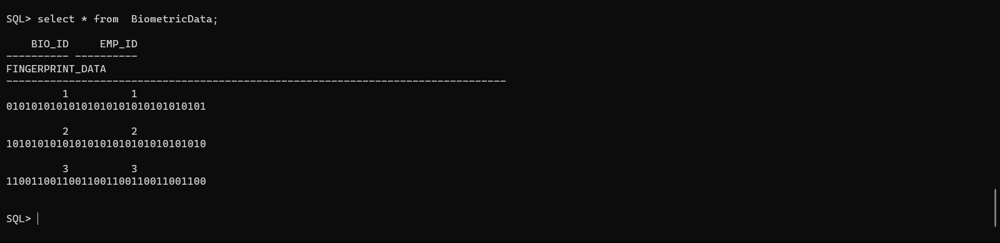 SQL> select * from  BiometricData;
    BIO_ID     EMP_ID
---------- ----------
FINGERPRINT_DATA
--------------------------------------------------------------------------------
         1          1
01010101010101010101010101010101
         2          2
10101010101010101010101010101010
         3          3
11001100110011001100110011001100
SQL>